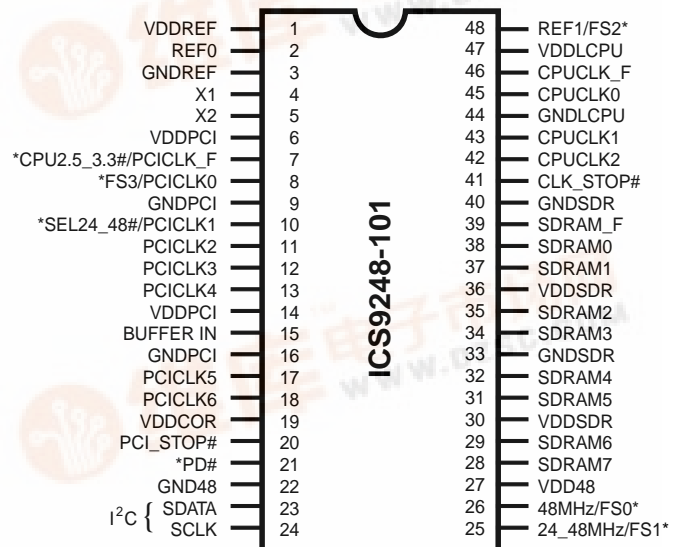 VDDREF 1 48 REF1/FS2*
REF0 2 47 VDDLCPU
GNDREF 3 46 CPUCLK_F
X1 4 45 CPUCLK0
X2 5 44 GNDLCPU
VDDPCI 6 43 CPUCLK1
*CPU2.5_3.3#/PCICLK_F 7 42 CPUCLK2
*FS3/PCICLK0 8 41 CLK_STOP#
GNDPCI 9 40 GNDSDR
*SEL24_48#/PCICLK1 10 39 SDRAM_F
PCICLK2 11 38 SDRAM0
PCICLK3 12 37 SDRAM1
PCICLK4 13 36 VDDSDR
VDDPCI 14 35 SDRAM2
BUFFER IN 15 34 SDRAM3
GNDPCI 16 33 GNDSDR
PCICLK5 17 32 SDRAM4
PCICLK6 18 31 SDRAM5
VDDCOR 19 30 VDDSDR
PCI_STOP# 20 29 SDRAM6
*PD# 21 28 SDRAM7
GND48 22 27 VDD48
I²C { SDATA 23 26 48MHz/FS0*
SCLK 24 25 24_48MHz/FS1*
ICS9248-101